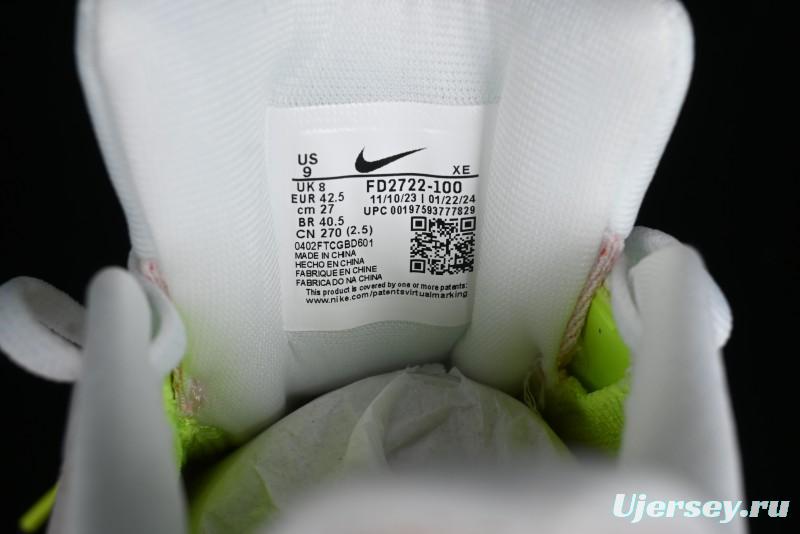 US
9
XE
UK 8
FD2722-100
EUR 42.5
11/10/23 | 01/22/24
cm 27
UPC 00197593777829
BR 40.5
CN 270 (2.5)
0402FTCGBD601
MADE IN CHINA
HECHO EN CHINA
FABRIQUE EN CHINE
FABRICADO NA CHINA
This product is covered by one or more patents:
www.nike.com/patentsvirtualmarking
Ujersey.ru